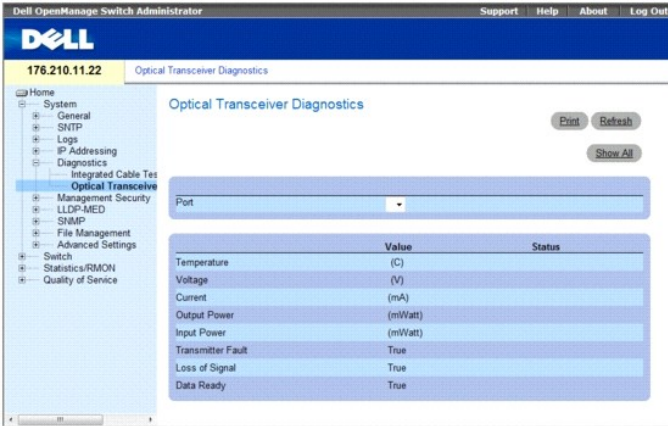 Dell OpenManage Switch Administrator
Support Help About Log Out
DELL
176.210.11.22
Optical Transceiver Diagnostics
Home
System
General
SNTP
Logs
IP Addressing
Diagnostics
Integrated Cable Tes
Optical Transceive
Management Security
LLDP-MED
SNMP
File Management
Advanced Settings
Switch
Statistics/RMON
Quality of Service
Optical Transceiver Diagnostics
Print Refresh
Show All
Port
Value Status
Temperature (C)
Voltage (V)
Current (mA)
Output Power (mWatt)
Input Power (mWatt)
Transmitter Fault True
Loss of Signal True
Data Ready True